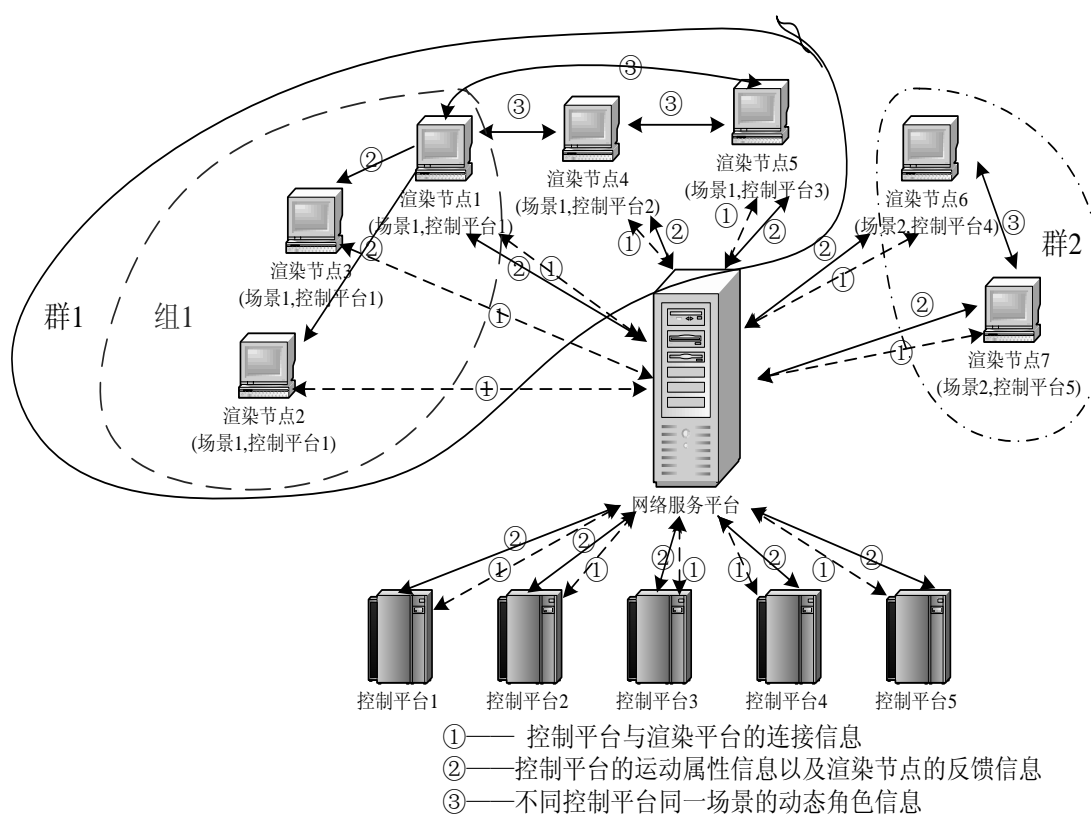 ③
③
③
②
渲染节点1
(场景1,控制平台1)
渲染节点4
(场景1,控制平台2)
渲染节点5
(场景1,控制平台3)
渲染节点6
(场景2,控制平台4)
①
②
①
②
②
①
③
群2
渲染节点3
(场景1,控制平台1)
②
②
①
①
群1
组1
②
①
渲染节点7
(场景2,控制平台5)
①
渲染节点2
(场景1,控制平台1)
网络服务平台
②
①
②
①
②
①
①
②
①
②
控制平台1
控制平台2
控制平台3
控制平台4
控制平台5
①—— 控制平台与渲染平台的连接信息
②——控制平台的运动属性信息以及渲染节点的反馈信息
③——不同控制平台同一场景的动态角色信息